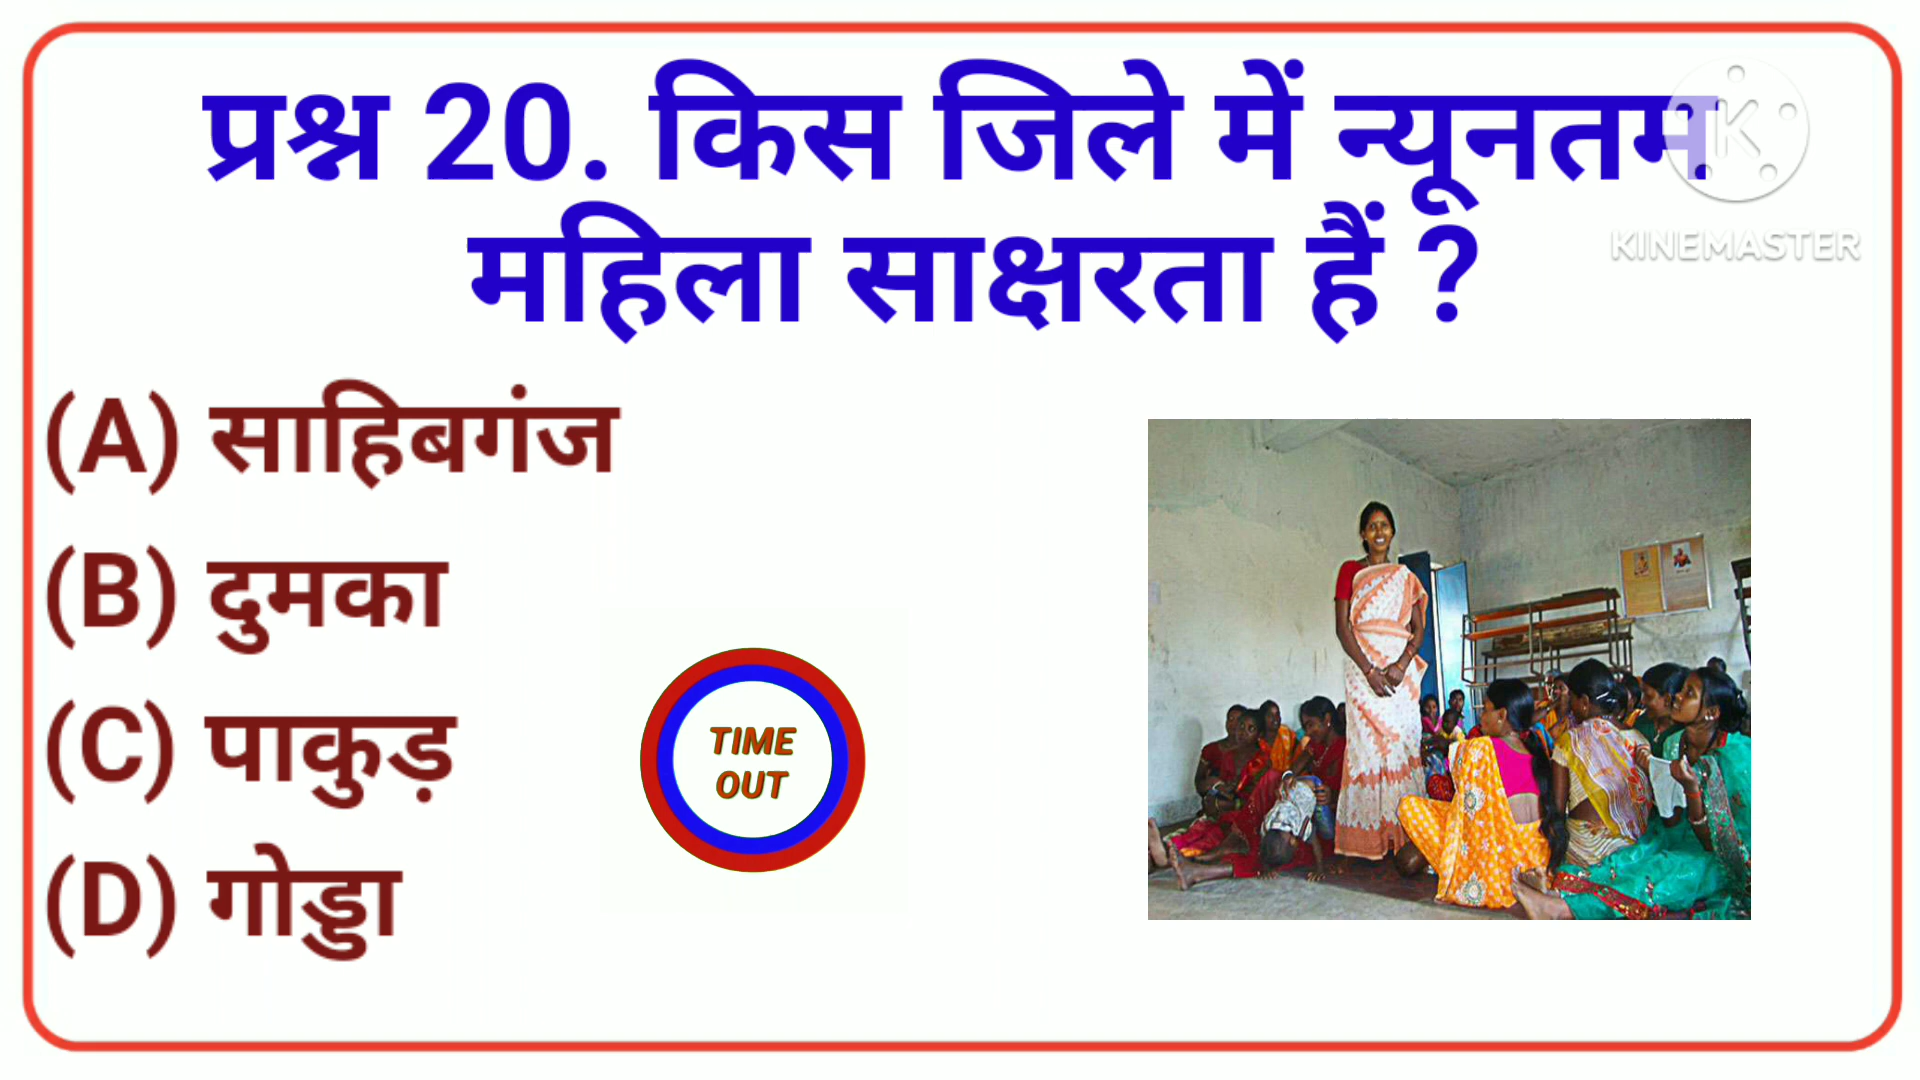 प्रश्न 20. किस जिले में न्यूनतम
महिला साक्षरता हैं ?
KINEMASTER
(A) साहिबगंज
(B) दुमका
(C) पाकुड़
(D) गोड्डा
TIME
OUT